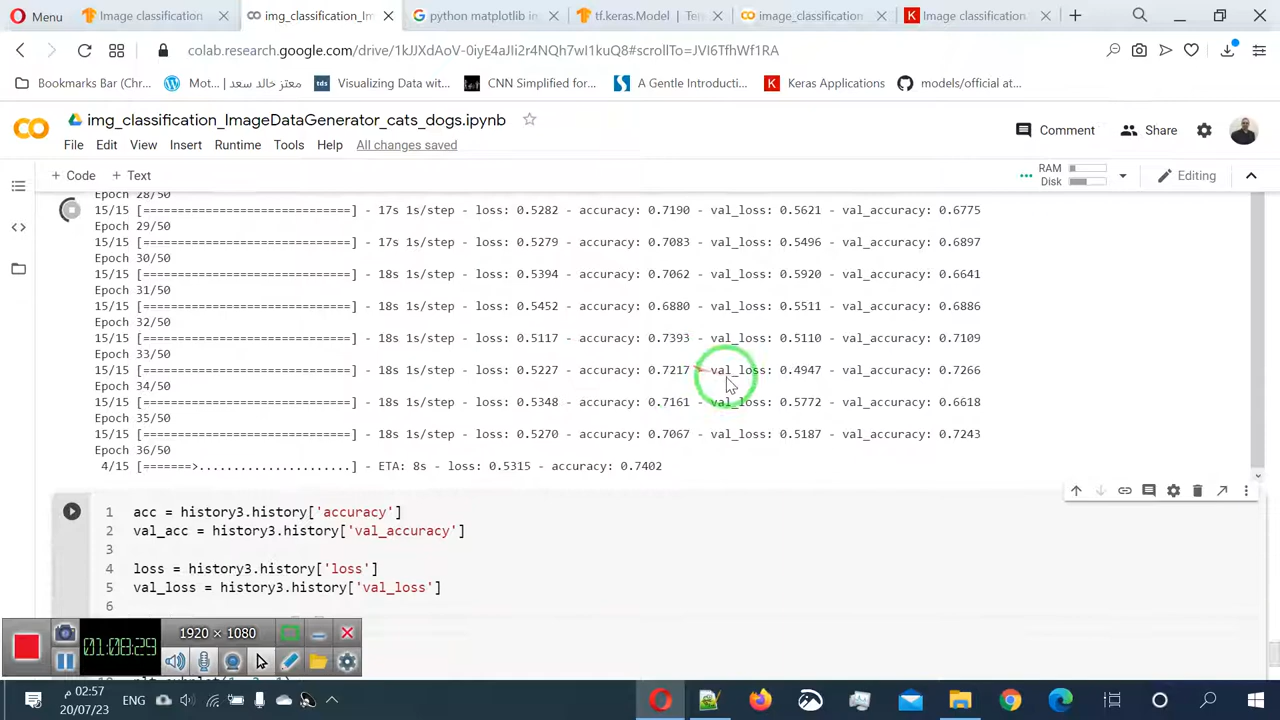 Menu
Image classification
img_classification_Im
python matplotlib in
tf.keras.Model | Ten
image_classification
Image classification
colab.research.google.com/drive/1kJJXdAoV-0iyE4aJIi2r4NQh7wI1kuQ8#scrollTo=JVI6TfhWf1RA
Bookmarks Bar (Chr...
Mot... | معتز خالد سعد
Visualizing Data wit...
CNN Simplified for...
A Gentle Introducti...
Keras Applications
models/official at...
img_classification_ImageDataGenerator_cats_dogs.ipynb
Comment
Share
File Edit View Insert Runtime Tools Help All changes saved
+ Code + Text
RAM
Disk
Editing
Epoch 28/50
15/15 [==============================] - 17s 1s/step - loss: 0.5282 - accuracy: 0.7190 - val_loss: 0.5621 - val_accuracy: 0.6775
Epoch 29/50
15/15 [==============================] - 17s 1s/step - loss: 0.5279 - accuracy: 0.7083 - val_loss: 0.5496 - val_accuracy: 0.6897
Epoch 30/50
15/15 [==============================] - 18s 1s/step - loss: 0.5394 - accuracy: 0.7062 - val_loss: 0.5920 - val_accuracy: 0.6641
Epoch 31/50
15/15 [==============================] - 18s 1s/step - loss: 0.5452 - accuracy: 0.6880 - val_loss: 0.5511 - val_accuracy: 0.6886
Epoch 32/50
15/15 [==============================] - 18s 1s/step - loss: 0.5117 - accuracy: 0.7393 - val_loss: 0.5110 - val_accuracy: 0.7109
Epoch 33/50
15/15 [==============================] - 18s 1s/step - loss: 0.5227 - accuracy: 0.7217 - val_loss: 0.4947 - val_accuracy: 0.7266
Epoch 34/50
15/15 [==============================] - 18s 1s/step - loss: 0.5348 - accuracy: 0.7161 - val_loss: 0.5772 - val_accuracy: 0.6618
Epoch 35/50
15/15 [==============================] - 18s 1s/step - loss: 0.5270 - accuracy: 0.7067 - val_loss: 0.5187 - val_accuracy: 0.7243
Epoch 36/50
4/15 [=======>......................] - ETA: 8s - loss: 0.5315 - accuracy: 0.7402
1 acc = history3.history['accuracy']
2 val_acc = history3.history['val_accuracy']
3
4 loss = history3.history['loss']
5 val_loss = history3.history['val_loss']
6
01:08:29
1920 × 1080
ENG
02:57 م
20/07/23